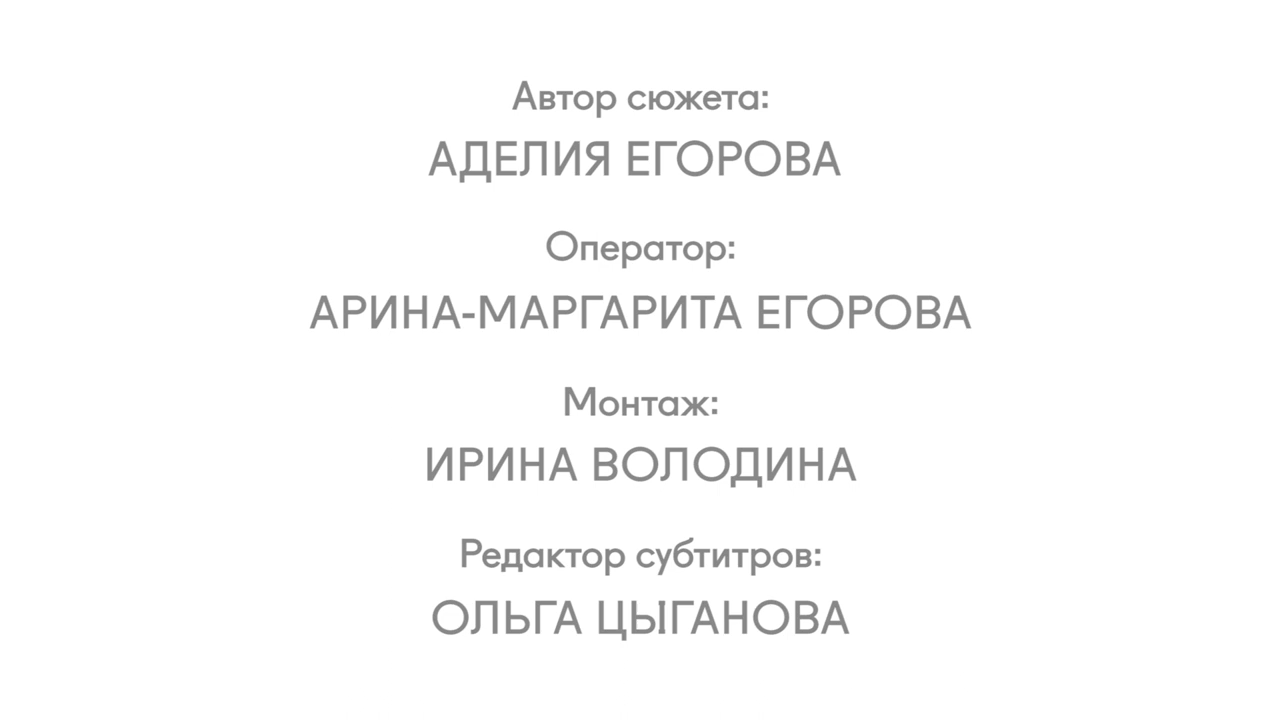 Автор сюжета:
АДЕЛИЯ ЕГОРОВА
Оператор:
АРИНА-МАРГАРИТА ЕГОРОВА
Монтаж:
ИРИНА ВОЛОДИНА
Редактор субтитров:
ОЛЬГА ЦЫГАНОВА